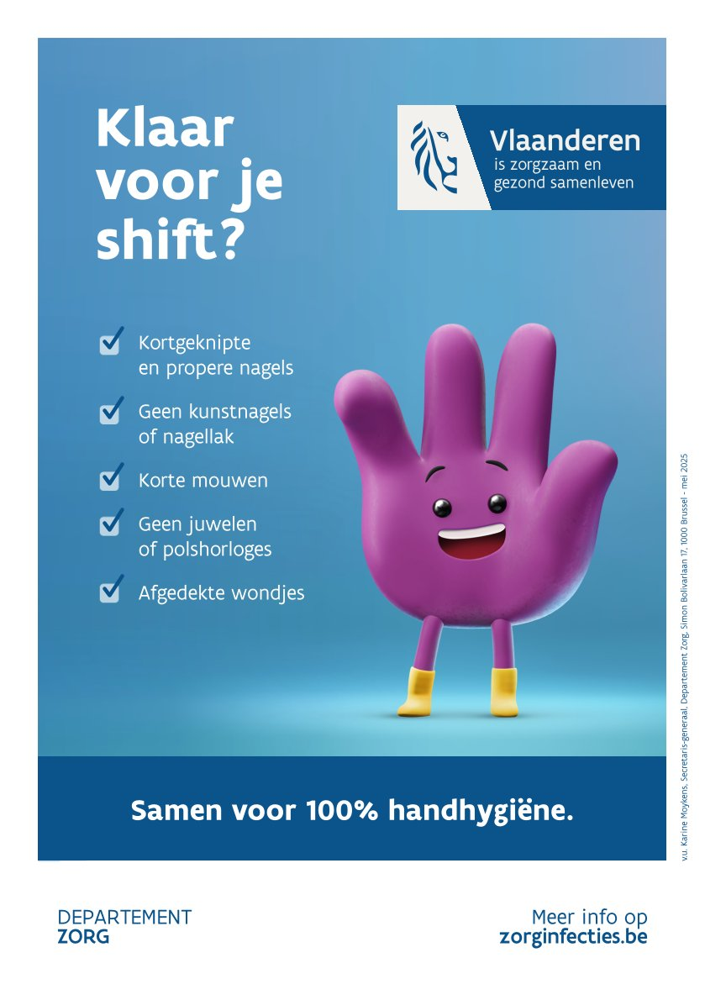 Klaar
voor je
shift?
Vlaanderen
is zorgzaam en
gezond samenleven
Kortgeknipte
en propere nagels
Geen kunstnagels
of nagellak
Korte mouwen
Geen juwelen
of polshorloges
Afgedekte wondjes
Samen voor 100% handhygiëne.
DEPARTEMENT
ZORG
Meer info op
zorginfecties.be
v.u. Karine Moykens, Secretaris-generaal, Departement Zorg, Simon Bolivarlaan 17, 1000 Brussel - mei 2025